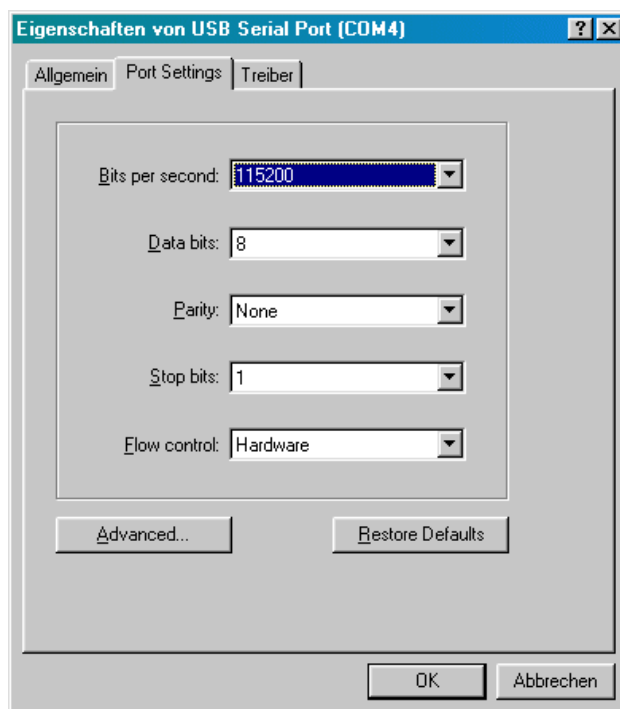 Eigenschaften von USB Serial Port (COM4)
Allgemein Port Settings Treiber
Bits per second: 115200
Data bits: 8
Parity: None
Stop bits: 1
Flow control: Hardware
Advanced... Restore Defaults
OK Abbrechen